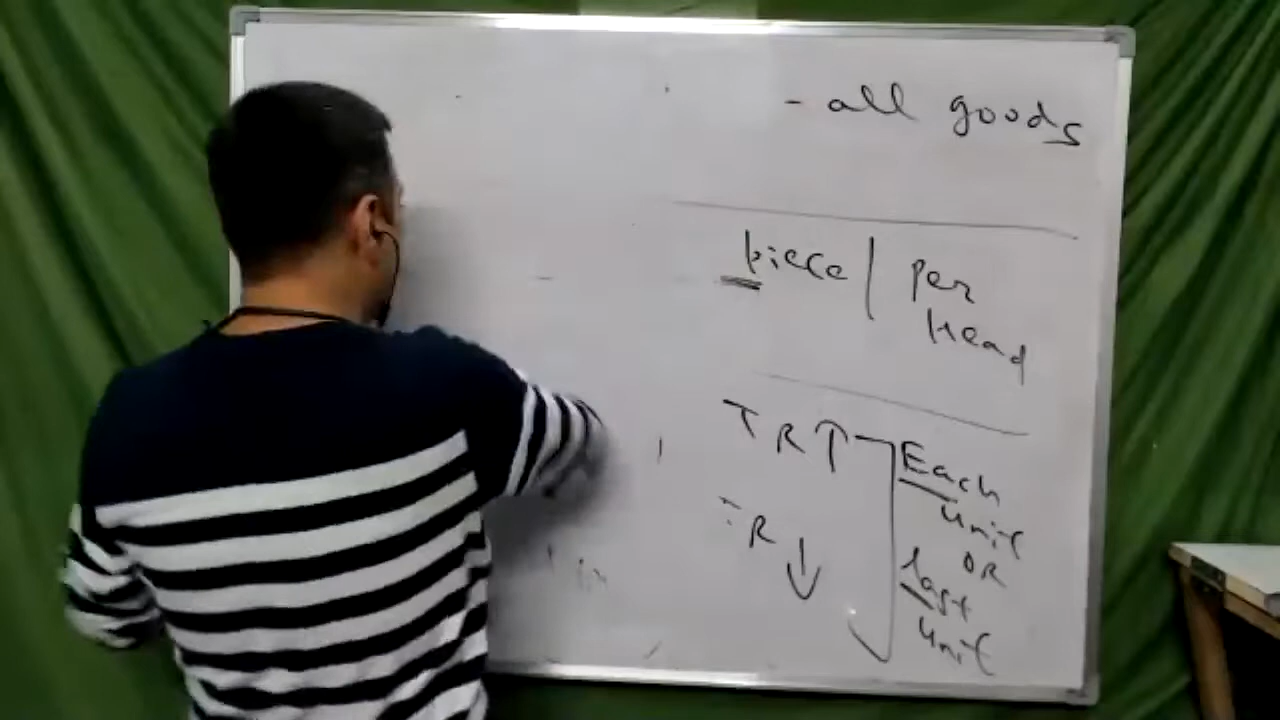 - all goods
piece | Per
Head
TR↑ Each
unit
TR↓ OR
last
unit